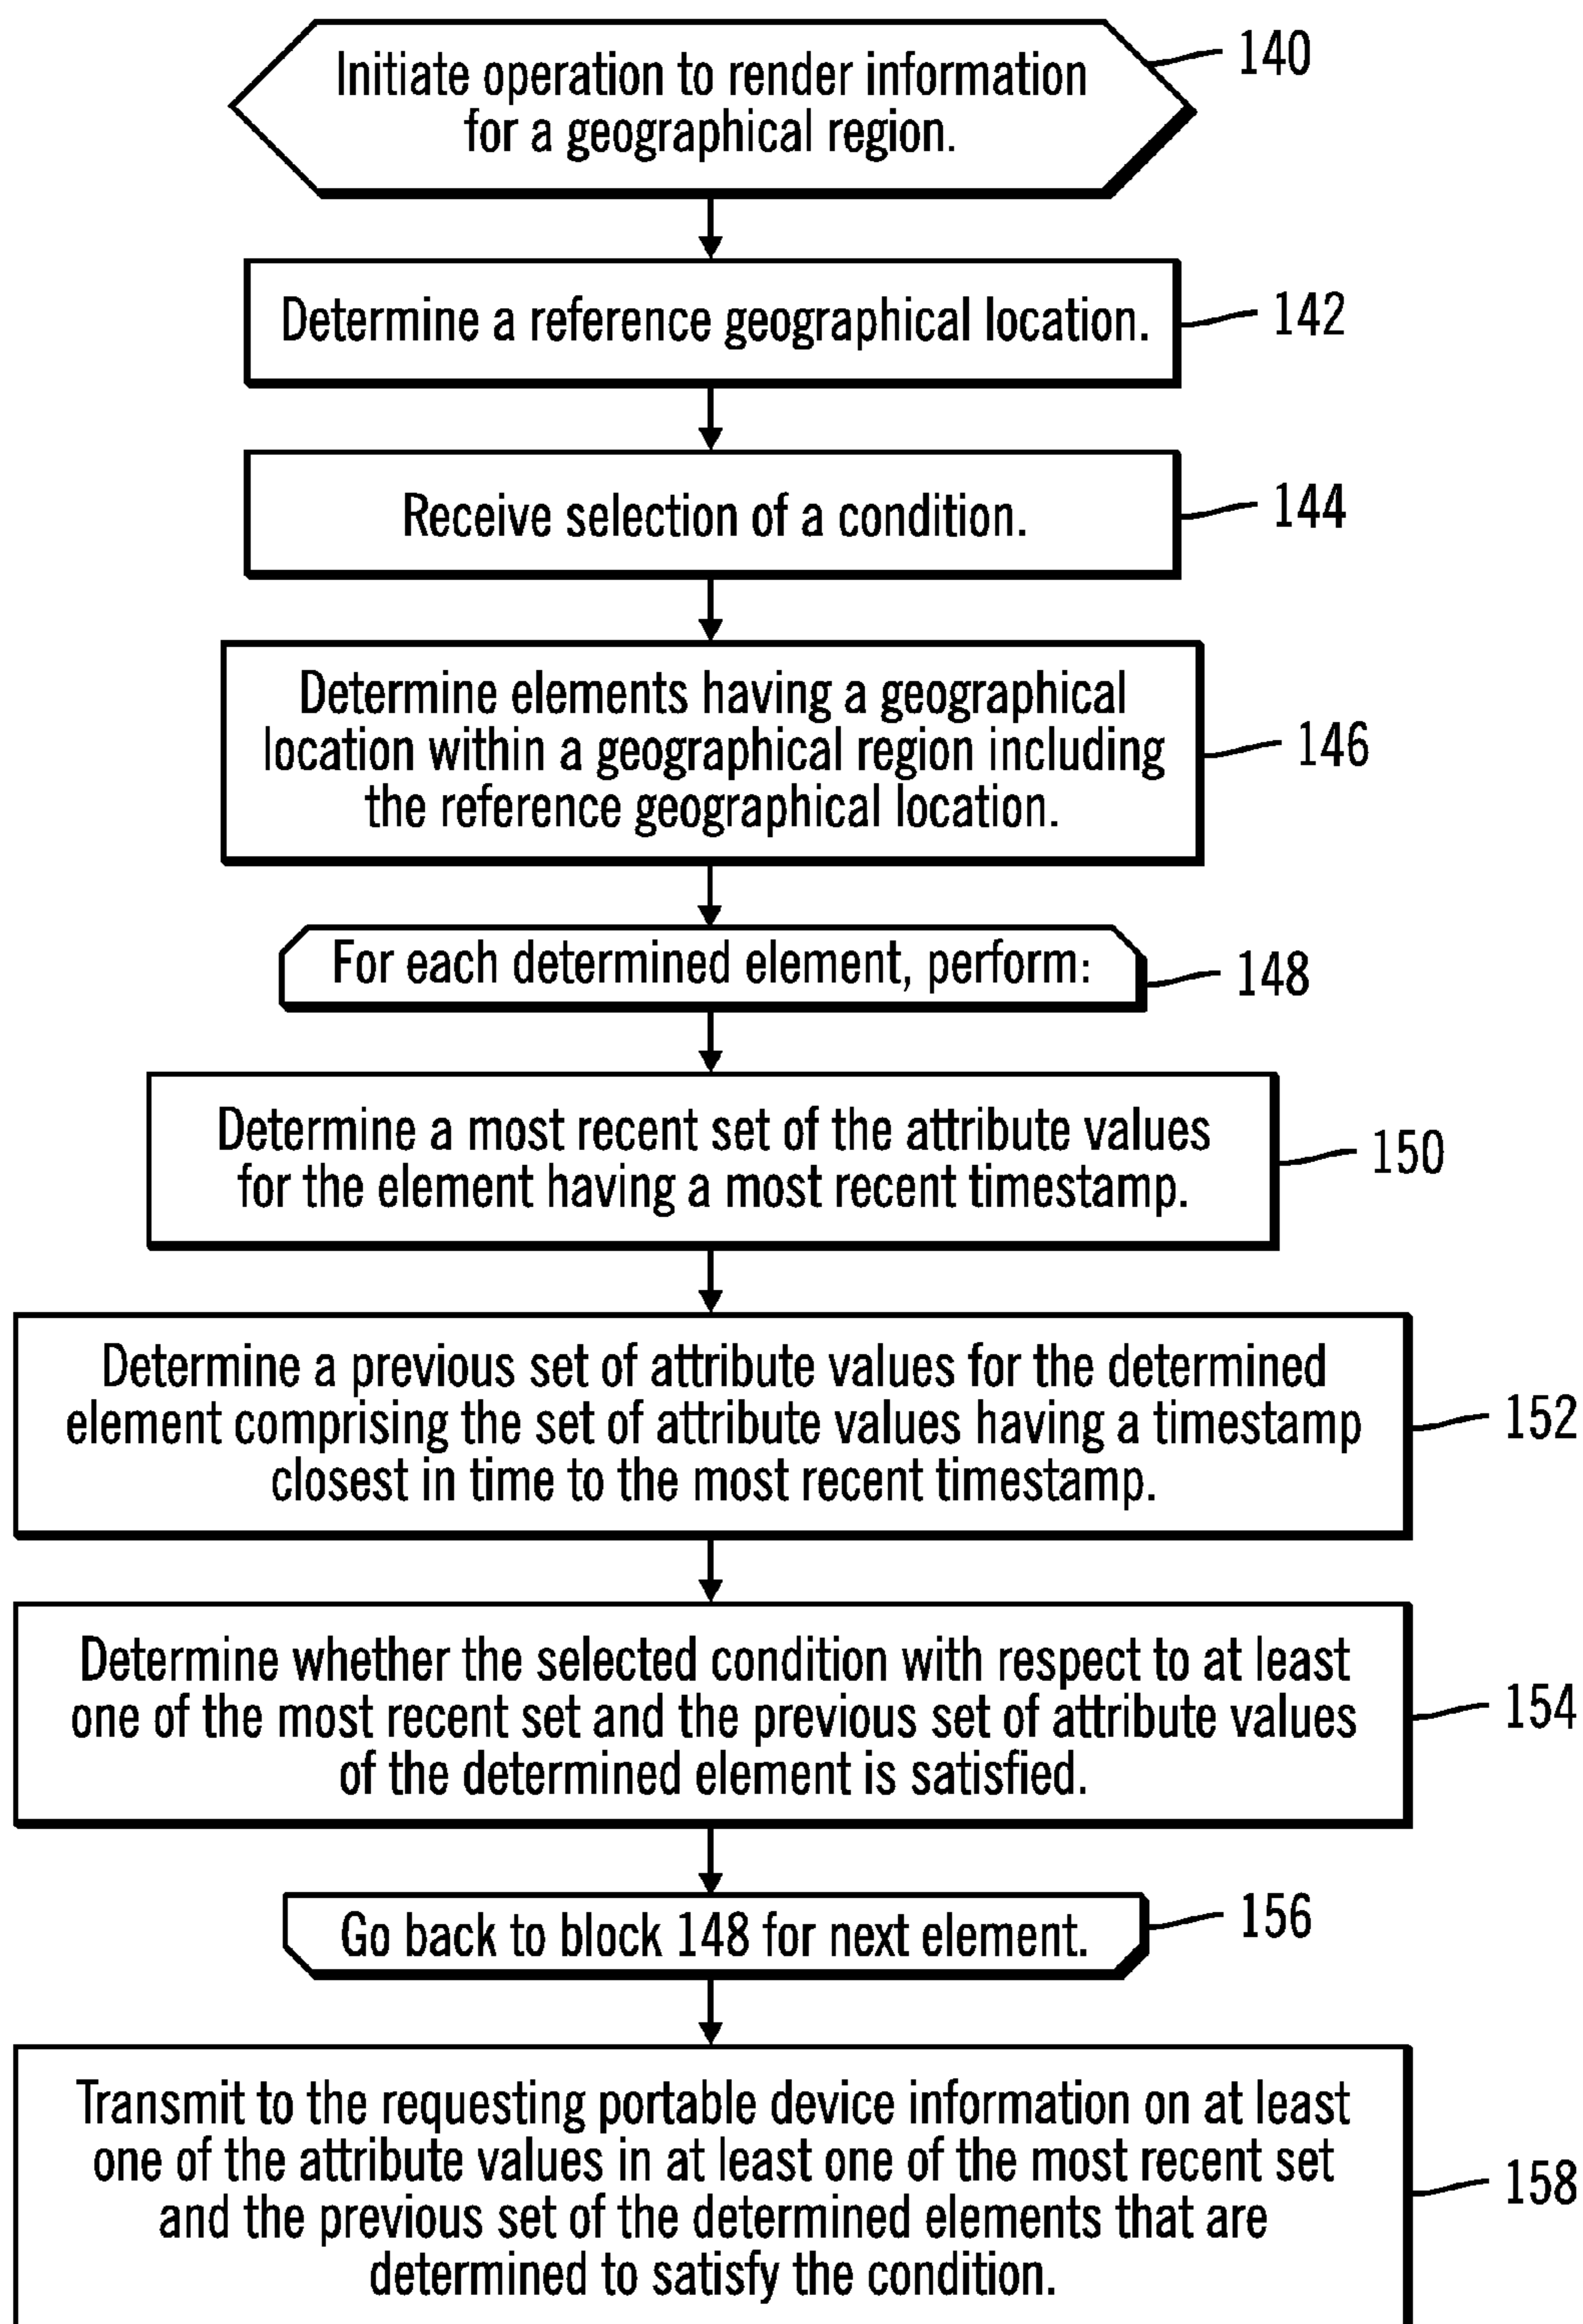 Initiate operation to render information
for a geographical region.
140
Determine a reference geographical location.
142
Receive selection of a condition.
144
Determine elements having a geographical
location within a geographical region including
the reference geographical location.
146
For each determined element, perform:
148
Determine a most recent set of the attribute values
for the element having a most recent timestamp.
150
Determine a previous set of attribute values for the determined
element comprising the set of attribute values having a timestamp
closest in time to the most recent timestamp.
152
Determine whether the selected condition with respect to at least
one of the most recent set and the previous set of attribute values
of the determined element is satisfied.
154
Go back to block 148 for next element.
156
Transmit to the requesting portable device information on at least
one of the attribute values in at least one of the most recent set
and the previous set of the determined elements that are
determined to satisfy the condition.
158